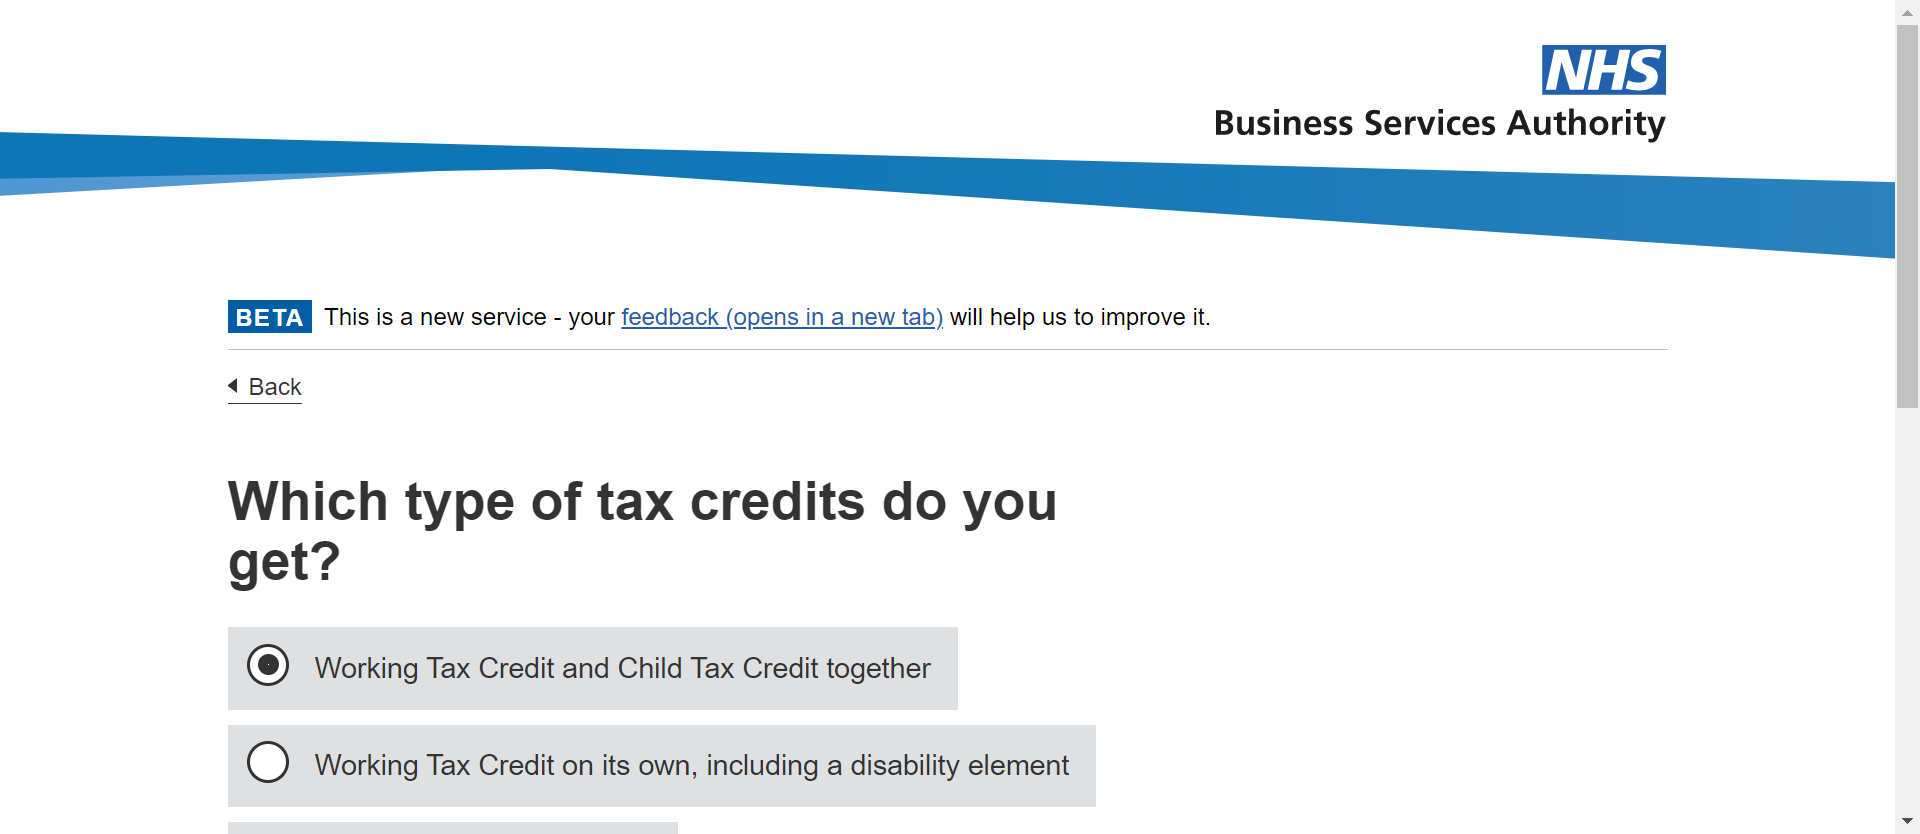 NHS
Business Services Authority
BETA This is a new service - your feedback (opens in a new tab) will help us to improve it.
Back
Which type of tax credits do you
get?
Working Tax Credit and Child Tax Credit together
Working Tax Credit on its own, including a disability element